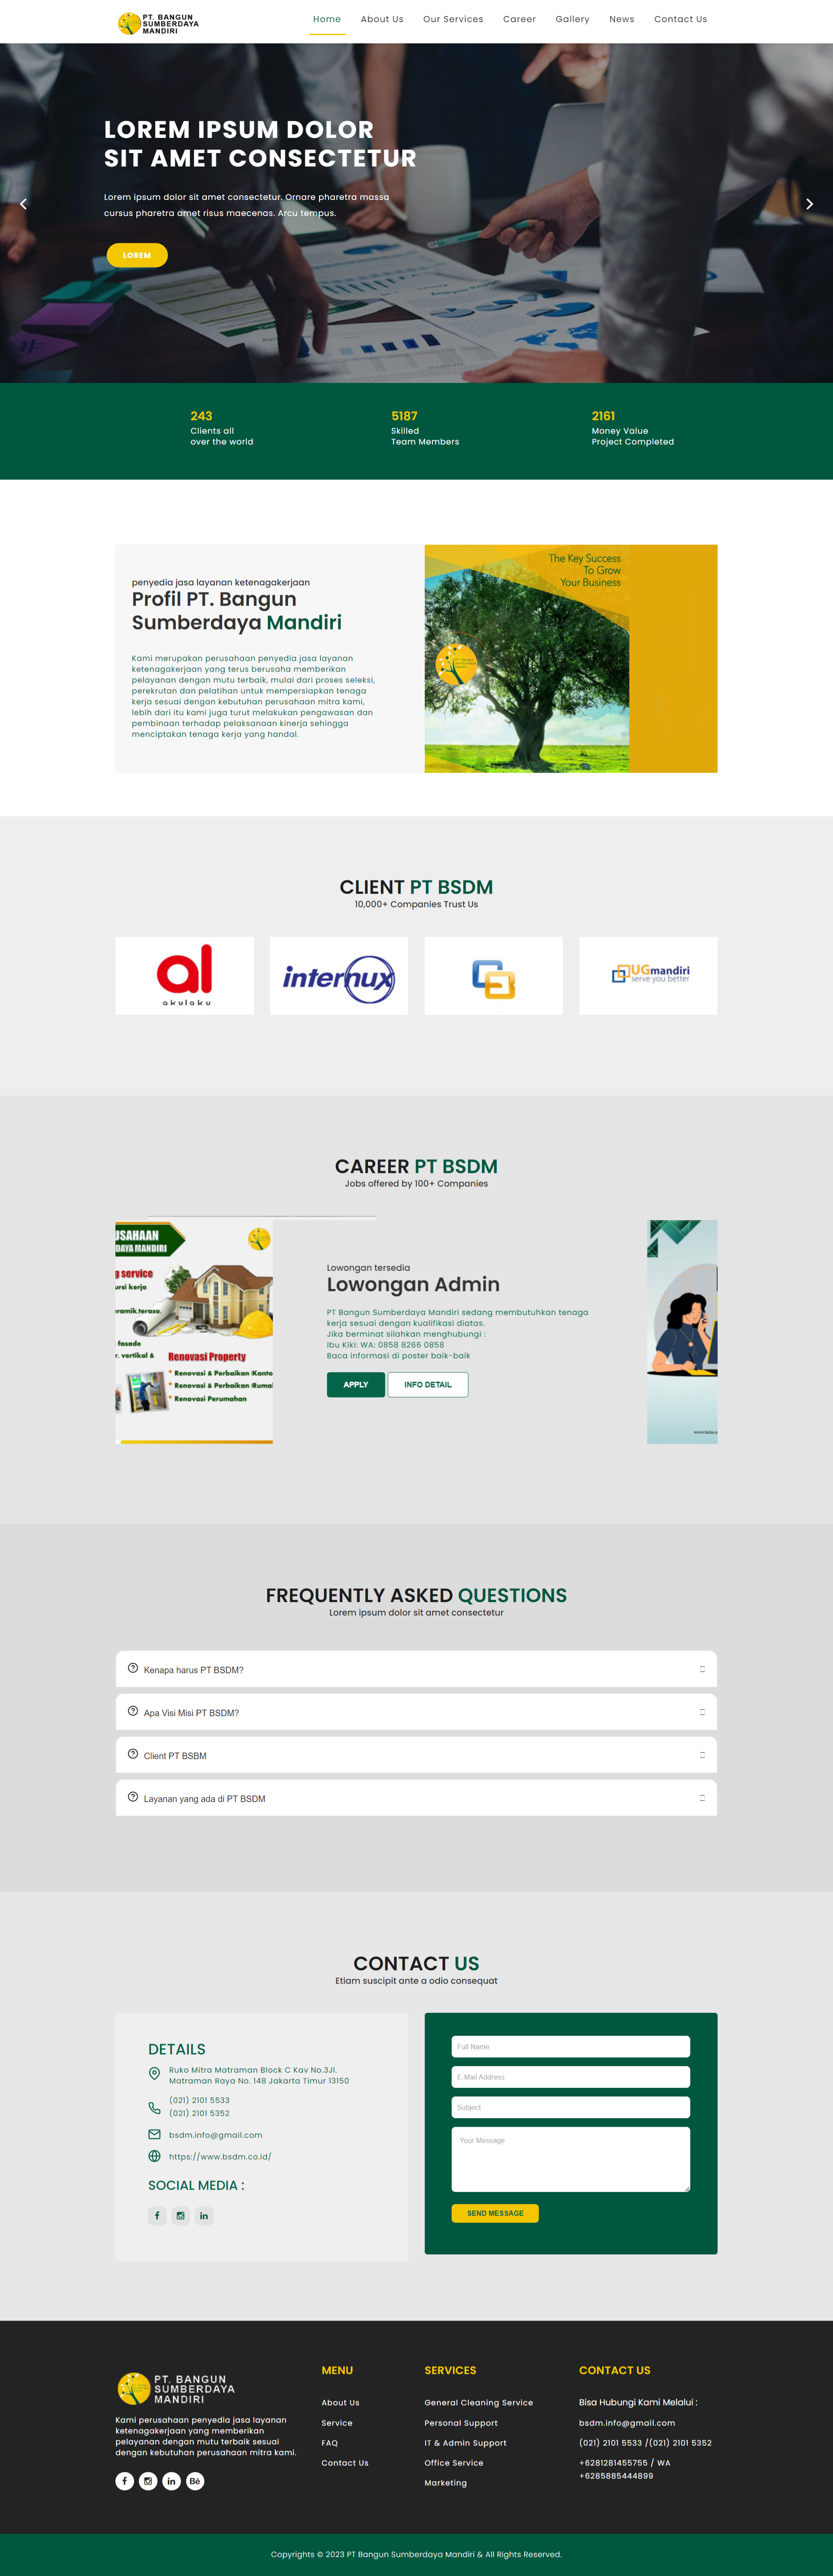 PT. BANGUN
SUMBERDAYA
MANDIRI
Home
About Us
Our Services
Career
Gallery
News
Contact Us
LOREM IPSUM DOLOR
SIT AMET CONSECTETUR
Lorem ipsum dolor sit amet consectetur. Ornare pharetra massa
cursus pharetra amet risus maecenas. Arcu tempus.
LOREM
243
Clients all
over the world
5187
Skilled
Team Members
2161
Money Value
Project Completed
penyedia jasa layanan ketenagakerjaan
Profil PT. Bangun
Sumberdaya Mandiri
Kami merupakan perusahaan penyedia jasa layanan
ketenagakerjaan yang terus berusaha memberikan
pelayanan dengan mutu terbaik, mulai dari proses seleksi,
perekrutan dan pelatihan untuk mempersiapkan tenaga
kerja sesuai dengan kebutuhan perusahaan mitra kami,
lebih dari itu kami juga turut melakukan pengawasan dan
pembinaan terhadap pelaksanaan kinerja sehingga
menciptakan tenaga kerja yang handal.
The Key Success
To Grow
Your Business
CLIENT PT BSDM
10,000+ Companies Trust Us
al
akulaku
internux
UGmandiri
serve you better
CAREER PT BSDM
Jobs offered by 100+ Companies
USAHAAN
DAYA MANDIRI
g service
ursi kerja
ramik,teraso,
fasade
r, vertikal &
Renovasi Property
* Renovasi & Perbaikan (Kanto
* Renovasi & Perbaikan (Ruma
* Renovasi Perumahan
Lowongan tersedia
Lowongan Admin
PT Bangun Sumberdaya Mandiri sedang membutuhkan tenaga
kerja sesuai dengan kualifikasi diatas.
Jika berminat silahkan menghubungi :
Ibu Kiki: WA: 0858 8266 0858
Baca informasi di poster baik-baik
APPLY
INFO DETAIL
FREQUENTLY ASKED QUESTIONS
Lorem ipsum dolor sit amet consectetur
Kenapa harus PT BSDM?
Apa Visi Misi PT BSDM?
Client PT BSBM
Layanan yang ada di PT BSDM
CONTACT US
Etiam suscipit ante a odio consequat
DETAILS
Ruko Mitra Matraman Block C Kav No.3Jl.
Matraman Raya No. 148 Jakarta Timur 13150
(021) 2101 5533
(021) 2101 5352
bsdm.info@gmail.com
https://www.bsdm.co.id/
SOCIAL MEDIA :
Full Name
E-Mail Address
Subject
Your Message
SEND MESSAGE
PT. BANGUN
SUMBERDAYA
MANDIRI
Kami perusahaan penyedia jasa layanan
ketenagakerjaan yang memberikan
pelayanan dengan mutu terbaik sesuai
dengan kebutuhan perusahaan mitra kami.
Bē
MENU
About Us
Service
FAQ
Contact Us
SERVICES
General Cleaning Service
Personal Support
IT & Admin Support
Office Service
Marketing
CONTACT US
Bisa Hubungi Kami Melalui :
bsdm.info@gmail.com
(021) 2101 5533 /(021) 2101 5352
+6281281455755 / WA
+6285885444899
Copyrights © 2023 PT Bangun Sumberdaya Mandiri & All Rights Reserved.